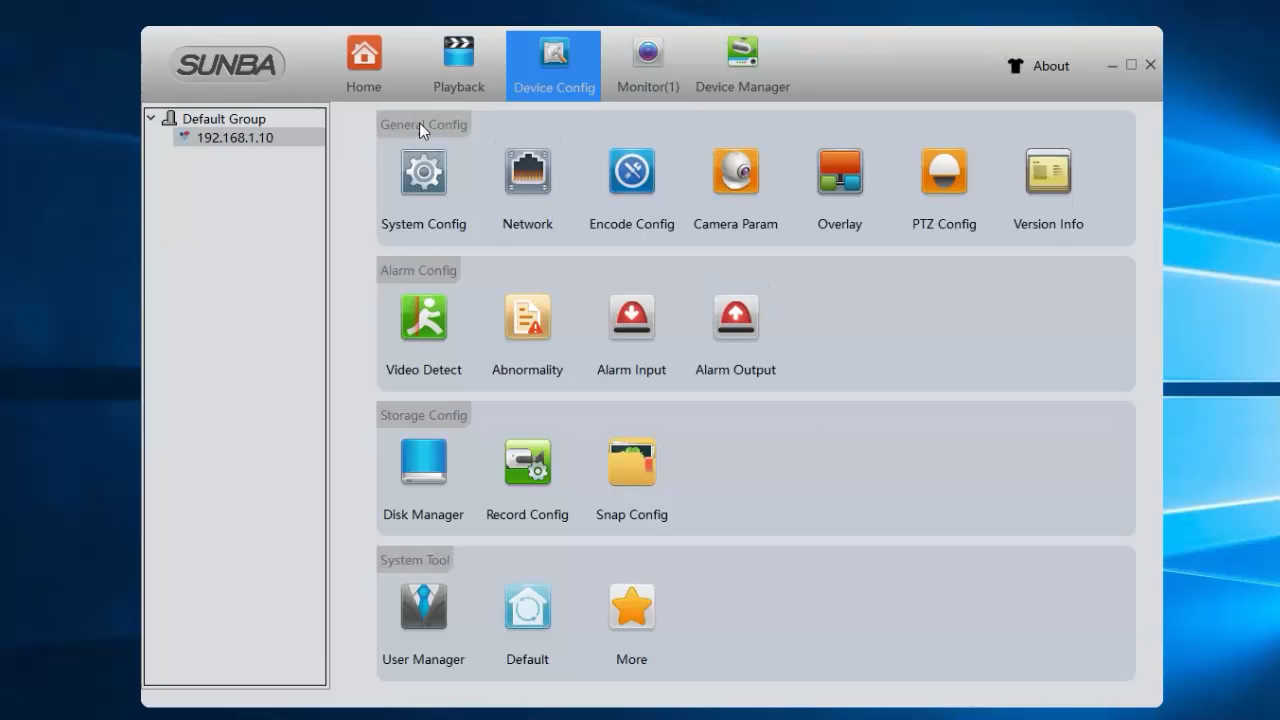 SUNBA
Home
Playback
Device Config
Monitor(1)
Device Manager
About
Default Group
192.168.1.10
General Config
System Config
Network
Encode Config
Camera Param
Overlay
PTZ Config
Version Info
Alarm Config
Video Detect
Abnormality
Alarm Input
Alarm Output
Storage Config
Disk Manager
Record Config
Snap Config
System Tool
User Manager
Default
More